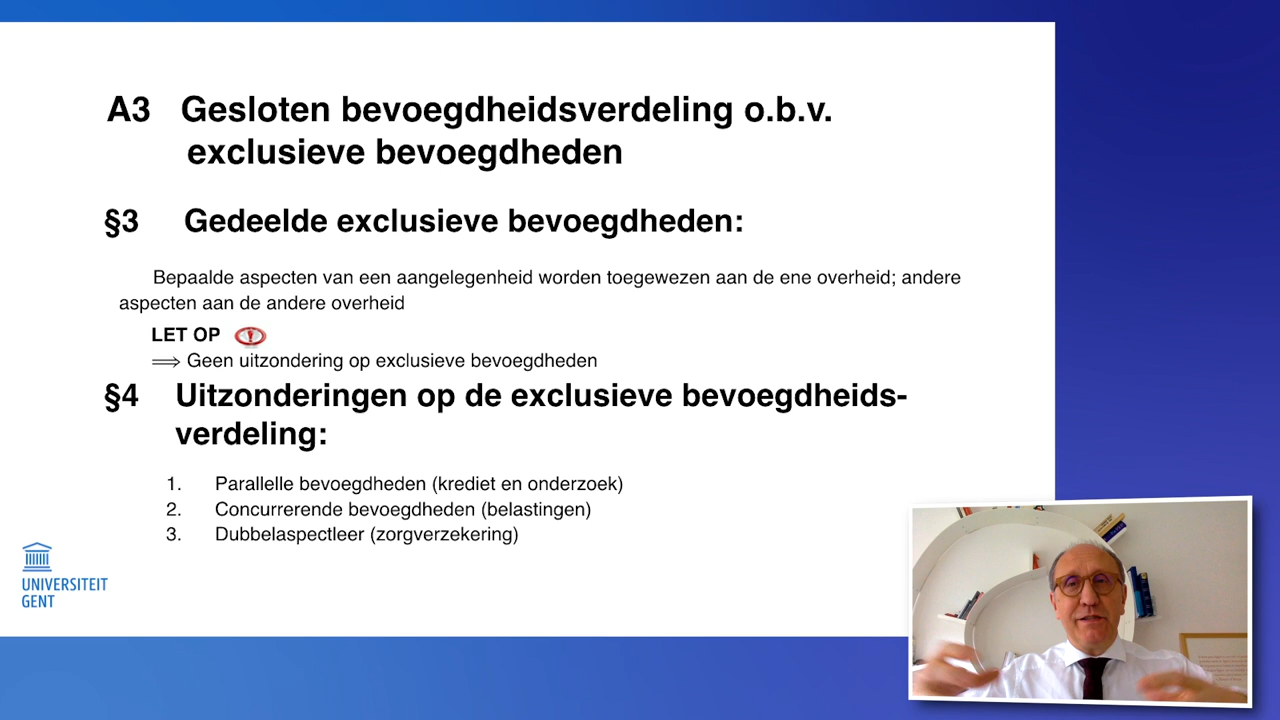 A3 Gesloten bevoegdheidsverdeling o.b.v.
exclusieve bevoegdheden
§3 Gedeelde exclusieve bevoegdheden:
Bepaalde aspecten van een aangelegenheid worden toegewezen aan de ene overheid; andere
aspecten aan de andere overheid
LET OP
⟹ Geen uitzondering op exclusieve bevoegdheden
§4 Uitzonderingen op de exclusieve bevoegdheids-
verdeling:
1. Parallelle bevoegdheden (krediet en onderzoek)
2. Concurrerende bevoegdheden (belastingen)
3. Dubbelaspectleer (zorgverzekering)
UNIVERSITEIT
GENT